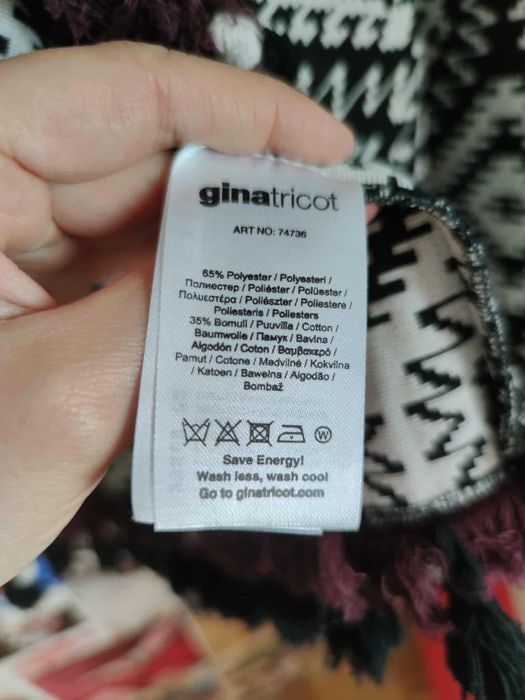 ginatricot
ART NO: 74736
65% Polyester / Polyesteri /
Полиестер / Poliéster / Polüester /
Πολυεστέρα / Poliészter / Poliestere /
Poliesteris / Poliesters
35% Bomull / Puuvilla / Cotton /
Baumwolle / Памук / Bavlna /
Algodón / Coton / Βαμβακερό /
Pamut / Cotone / Medvilnė / Kokvilna
/ Katoen / Bawełna / Algodão /
Bombaž
W
Save Energy!
Wash less, wash cool
Go to ginatricot.com